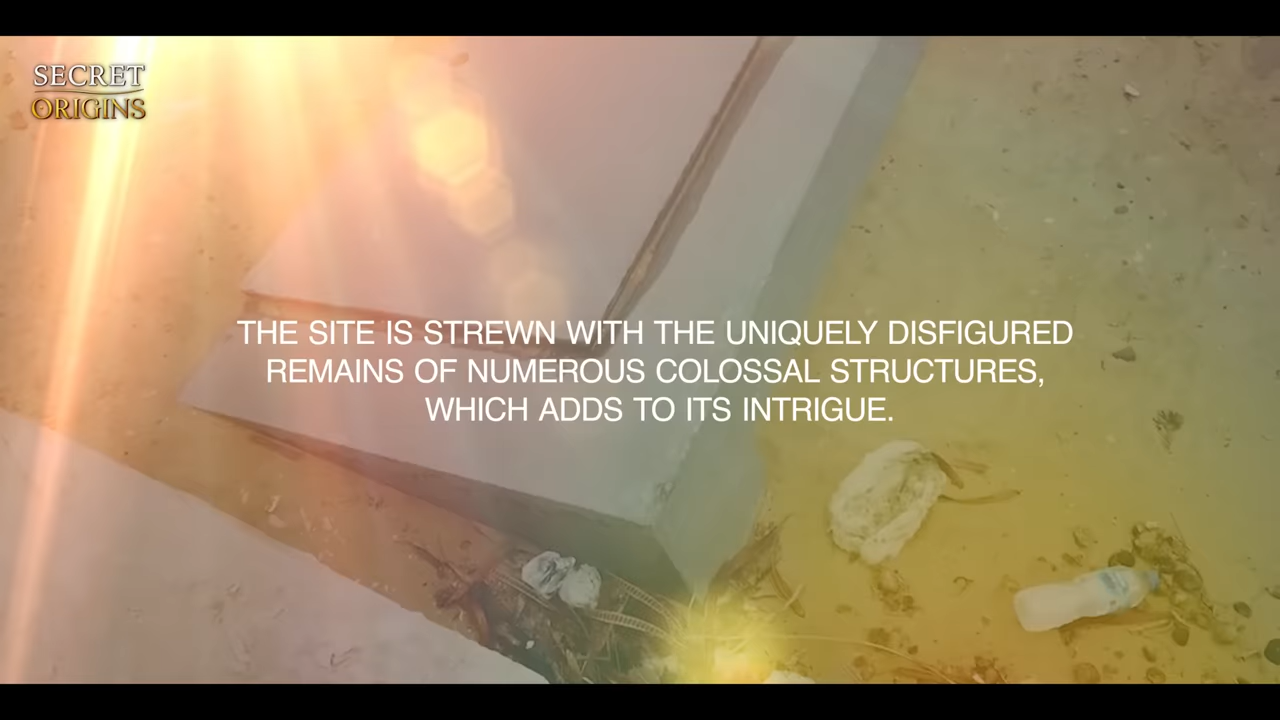 SECRET
ORIGINS
THE SITE IS STREWN WITH THE UNIQUELY DISFIGURED
REMAINS OF NUMEROUS COLOSSAL STRUCTURES,
WHICH ADDS TO ITS INTRIGUE.